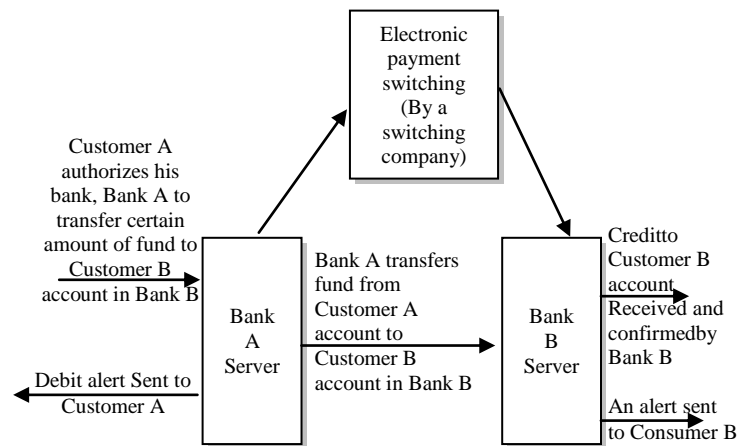 Electronic
payment
switching
(By a
switching
company)
Customer A
authorizes his
bank, Bank A to
transfer certain
amount of fund to
Customer B
account in Bank B
Bank
A
Server
Debit alert Sent to
Customer A
Bank A transfers
fund from
Customer A
account to
Customer B
account in Bank B
Bank
B
Server
Creditto
Customer B
account
Received and
confirmedby
Bank B
An alert sent
to Consumer B